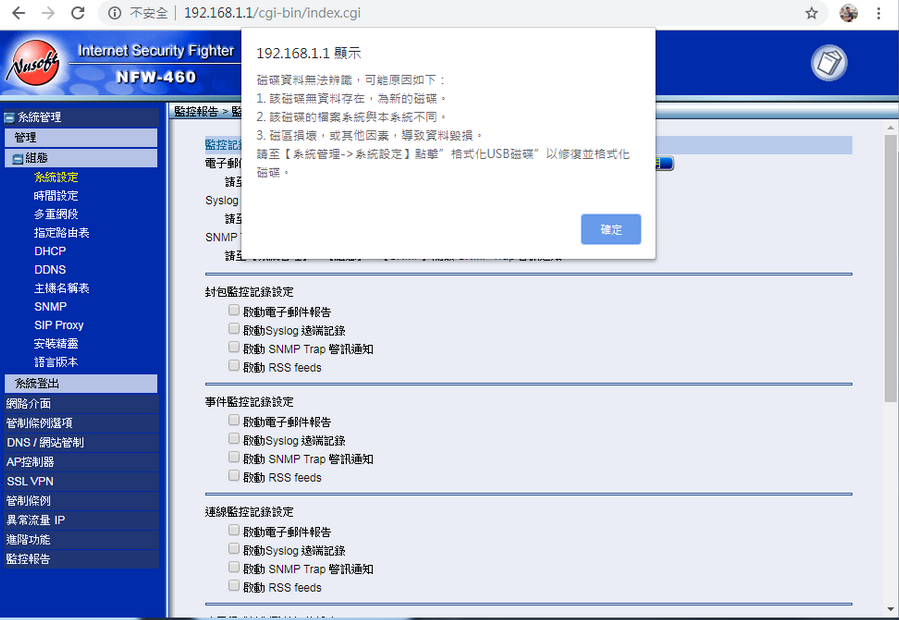 不安全 192.168.1.1/cgi-bin/index.cgi
Nusoft
Internet Security Fighter
NFW-460
192.168.1.1 顯示
磁碟資料無法辨識，可能原因如下：
1. 該磁碟無資料存在，為新的磁碟。
2. 該磁碟的檔案系統與本系統不同。
3. 磁區損壞，或其他因素，導致資料毀損。
請至【系統管理->系統設定】點擊”格式化USB磁碟”以修復並格式化
磁碟。
確定
系統管理
管理
組態
系統設定
時間設定
多重網段
指定路由表
DHCP
DDNS
主機名稱表
SNMP
SIP Proxy
安裝精靈
語言版本
系統登出
網路介面
管制條例選項
DNS / 網站管制
AP控制器
SSL VPN
管制條例
異常流量 IP
進階功能
監控報告
監控報告 > 監
監控記
電子郵
請至
Syslog
請至
SNMP
請至
封包監控記錄設定
啟動電子郵件報告
啟動Syslog 遠端記錄
啟動 SNMP Trap 警訊通知
啟動 RSS feeds
事件監控記錄設定
啟動電子郵件報告
啟動Syslog 遠端記錄
啟動 SNMP Trap 警訊通知
啟動 RSS feeds
連線監控記錄設定
啟動電子郵件報告
啟動Syslog 遠端記錄
啟動 SNMP Trap 警訊通知
啟動 RSS feeds